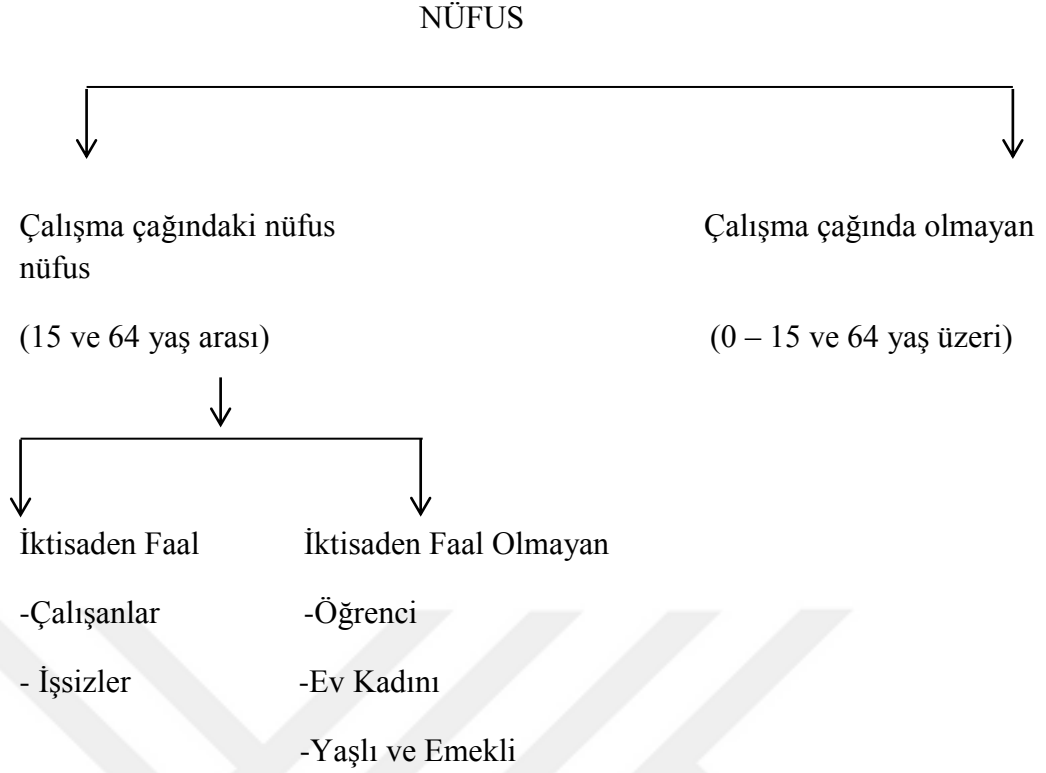 NÜFUS
Çalışma çağındaki nüfus Çalışma çağında olmayan
nüfus
(15 ve 64 yaş arası) (0 – 15 ve 64 yaş üzeri)
İktisaden Faal İktisaden Faal Olmayan
-Çalışanlar -Öğrenci
- İşsizler -Ev Kadını
-Yaşlı ve Emekli